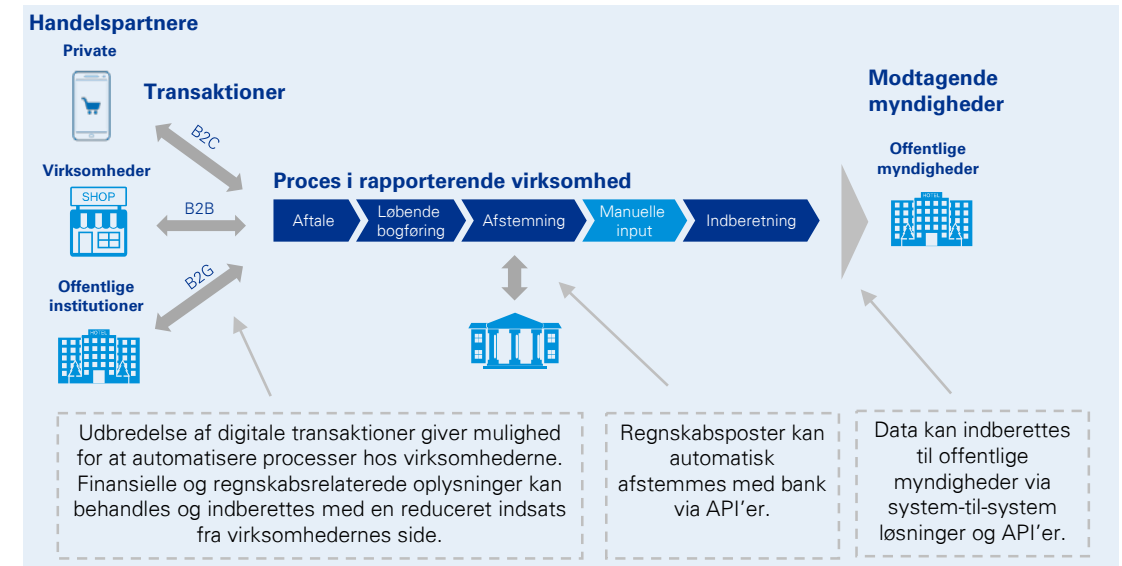 Handelspartnere
Private
Transaktioner
B2C
Virksomheder
SHOP
B2B
Offentlige
institutioner
B2G
HOTEL
Proces i rapporterende virksomhed
Aftale
Løbende
bogføring
Afstemning
Manuelle
input
Indberetning
Modtagende
myndigheder
Offentlige
myndigheder
HOTEL
Udbredelse af digitale transaktioner giver mulighed
for at automatisere processer hos virksomhederne.
Finansielle og regnskabsrelaterede oplysninger kan
behandles og indberettes med en reduceret indsats
fra virksomhedernes side.
Regnskabsposter kan
automatisk
afstemmes med bank
via API’er.
Data kan indberettes
til offentlige
myndigheder via
system-til-system
løsninger og API’er.